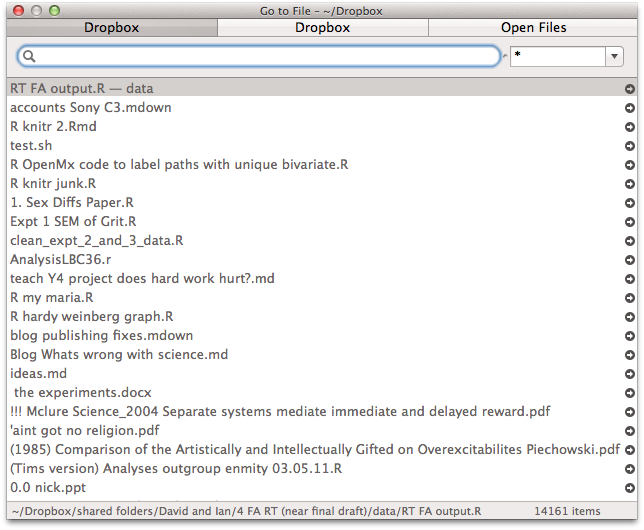 Go to File – ~/Dropbox
Dropbox Dropbox Open Files
*
RT FA output.R — data
accounts Sony C3.mdown
R knitr 2.Rmd
test.sh
R OpenMx code to label paths with unique bivariate.R
R knitr junk.R
1. Sex Diffs Paper.R
Expt 1 SEM of Grit.R
clean_expt_2_and_3_data.R
AnalysisLBC36.r
teach Y4 project does hard work hurt?.md
R my maria.R
R hardy weinberg graph.R
blog publishing fixes.mdown
Blog Whats wrong with science.md
ideas.md
the experiments.docx
!!! Mclure Science_2004 Separate systems mediate immediate and delayed reward.pdf
'aint got no religion.pdf
(1985) Comparison of the Artistically and Intellectually Gifted on Overexcitabilites Piechowski.pdf
(Tims version) Analyses outgroup enmity 03.05.11.R
0.0 nick.ppt
~/Dropbox/shared folders/David and Ian/4 FA RT (near final draft)/data/RT FA output.R 14161 items